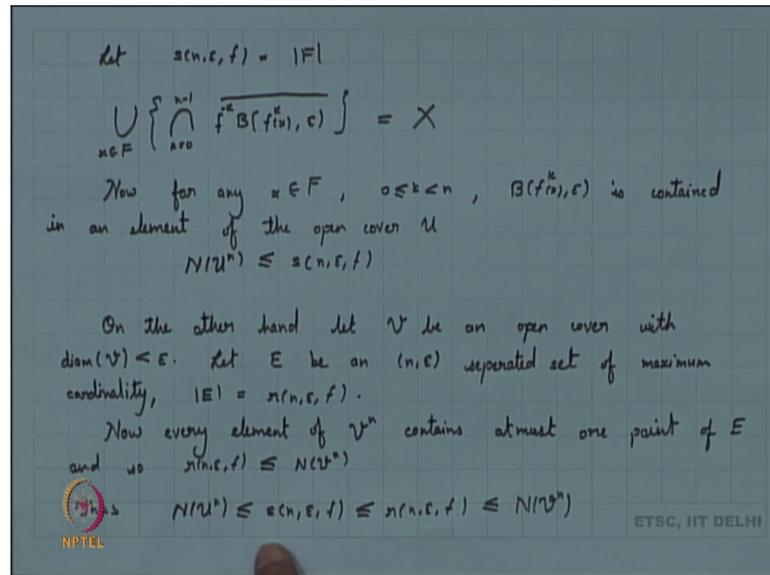 Let s(n,ε,f) = |F|
⋃_{x∈F} { ⋂_{k=0}^{n-1} \overline{f^{-k} B(f^k(x), ε)} } = X
Now for any x ∈ F, 0 ≤ k < n, B(f^k(x), ε) is contained
in an element of the open cover U
N(U^n) ≤ s(n,ε,f)
On the other hand let V be an open cover with
diam(V) < ε. Let E be an (n,ε) seperated set of maximum
cardinality, |E| = r(n,ε,f).
Now every element of V^n contains atmost one point of E
and so r(n,ε,f) ≤ N(V^n)
Thus N(U^n) ≤ s(n,ε,f) ≤ r(n,ε,f) ≤ N(V^n)
ETSC, IIT DELHI
NPTEL